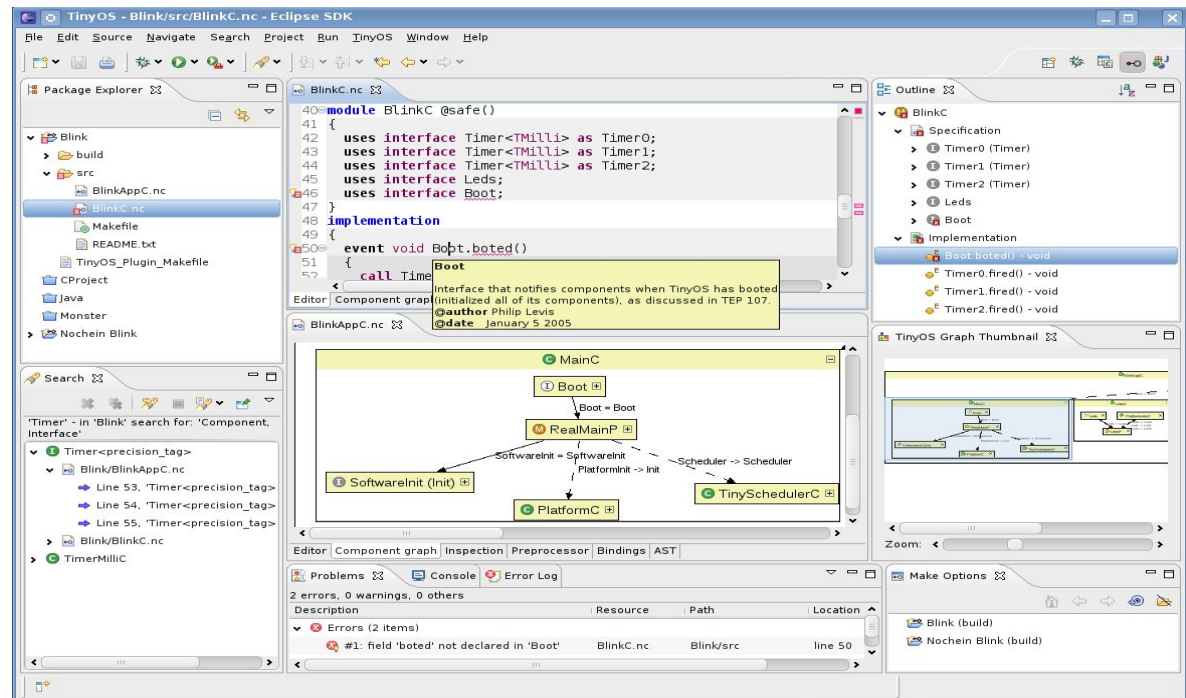 TinyOS - Blink/src/BlinkC.nc - Eclipse SDK
File Edit Source Navigate Search Project Run TinyOS Window Help
Package Explorer
Blink
build
src
BlinkAppC.nc
BlinkC.nc
Makefile
README.txt
TinyOS_Plugin_Makefile
CProject
Java
Monster
Nochein Blink
Search
'Timer' - in 'Blink' search for: 'Component,
Interface'
Timer<precision_tag>
Blink/BlinkAppC.nc
Line 53, 'Timer<precision_tag>
Line 54, 'Timer<precision_tag>
Line 55, 'Timer<precision_tag>
Blink/BlinkC.nc
TimerMilliC
BlinkC.nc
40 module BlinkC @safe()
41 {
42 uses interface Timer<TMilli> as Timer0;
43 uses interface Timer<TMilli> as Timer1;
44 uses interface Timer<TMilli> as Timer2;
45 uses interface Leds;
46 uses interface Boot;
47 }
48 implementation
49 {
50 event void Boot.boted()
51 {
52 call Time
Boot
Interface that notifies components when TinyOS has booted
(initialized all of its components), as discussed in TEP 107.
@author Philip Levis
@date January 5 2005
Editor Component grap
BlinkAppC.nc
MainC
Boot
Boot = Boot
RealMainP
SoftwareInit = SoftwareInit
PlatformInit -> Init
Scheduler -> Scheduler
SoftwareInit (Init)
TinySchedulerC
PlatformC
Editor Component graph Inspection Preprocessor Bindings AST
Problems Console Error Log
2 errors, 0 warnings, 0 others
Description Resource Path Location
Errors (2 items)
#1: field 'boted' not declared in 'Boot' BlinkC.nc Blink/src line 50
Outline
BlinkC
Specification
Timer0 (Timer)
Timer1 (Timer)
Timer2 (Timer)
Leds
Boot
Implementation
Boot.boted() - void
Timer0.fired() - void
Timer1.fired() - void
Timer2.fired() - void
TinyOS Graph Thumbnail
Zoom:
Make Options
Blink (build)
Nochein Blink (build)